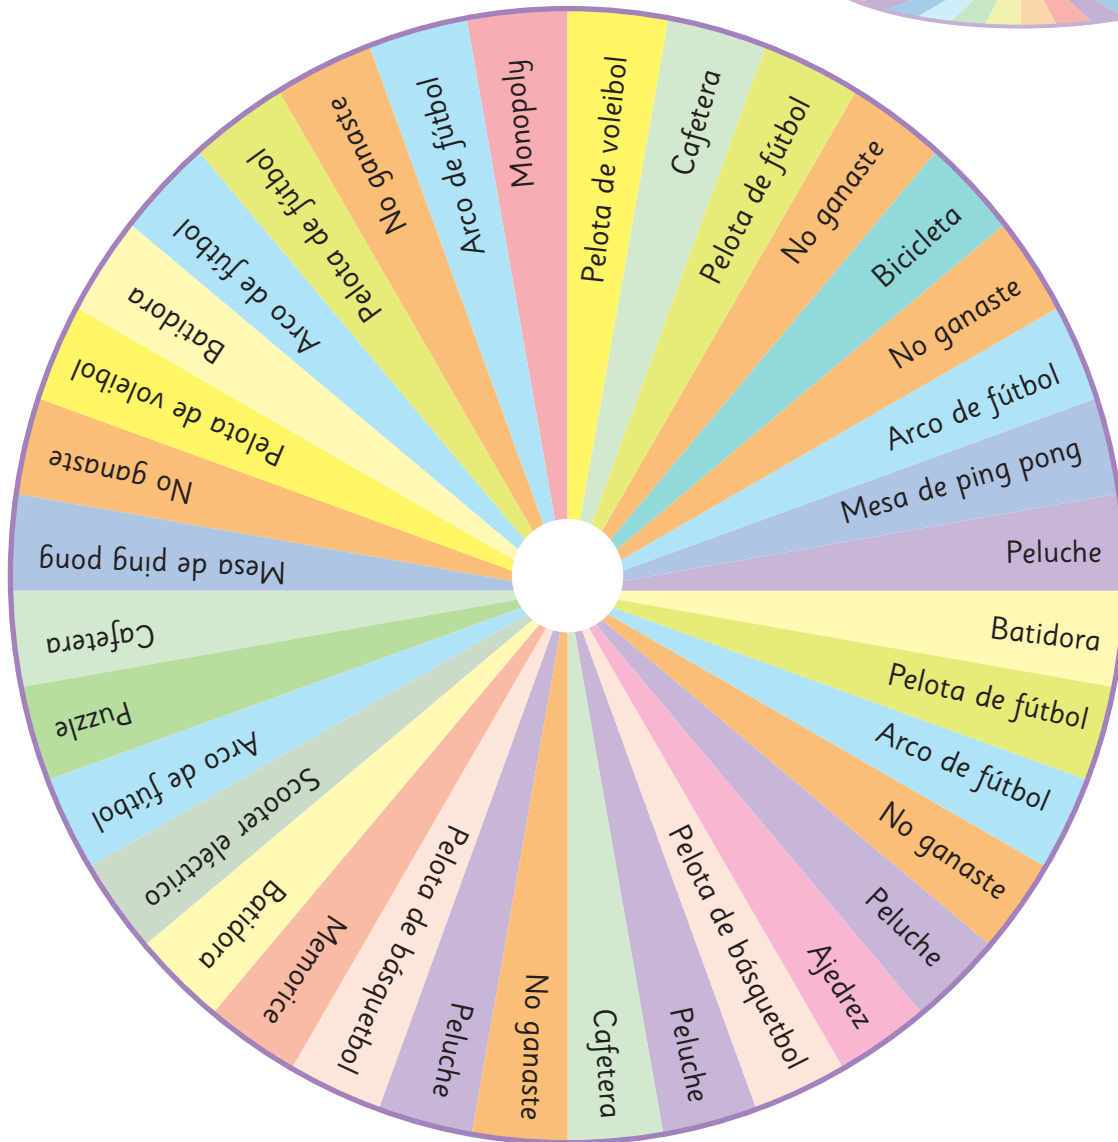 Pelota de voleibol
Cafetera
Pelota de fútbol
No ganaste
Bicicleta
No ganaste
Arco de fútbol
Mesa de ping pong
Peluche
Batidora
Pelota de fútbol
Arco de fútbol
No ganaste
Peluche
Ajedrez
Pelota de básquetbol
Peluche
Cafetera
No ganaste
Peluche
Pelota de básquetbol
Memorice
Batidora
Scooter eléctrico
Arco de fútbol
Puzzle
Cafetera
Mesa de ping pong
No ganaste
Pelota de voleibol
Batidora
Arco de fútbol
Pelota de fútbol
No ganaste
Arco de fútbol
Monopoly